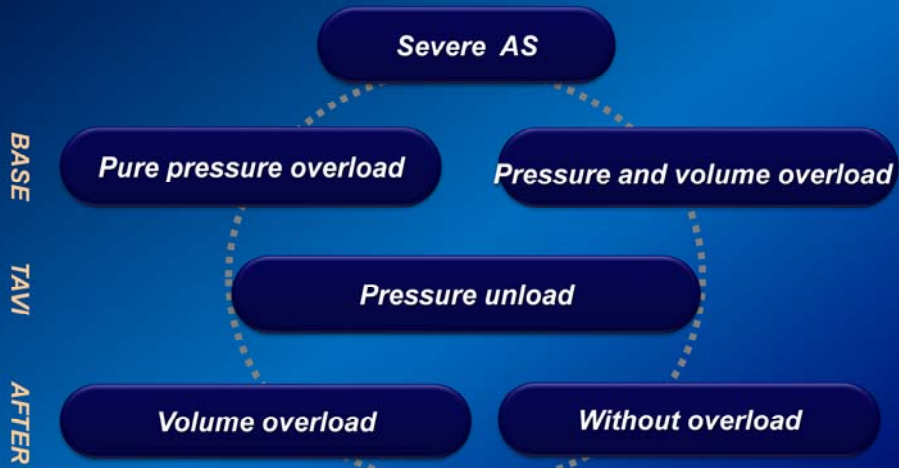 Severe AS
BASE
Pure pressure overload
Pressure and volume overload
TAVI
Pressure unload
AFTER
Volume overload
Without overload